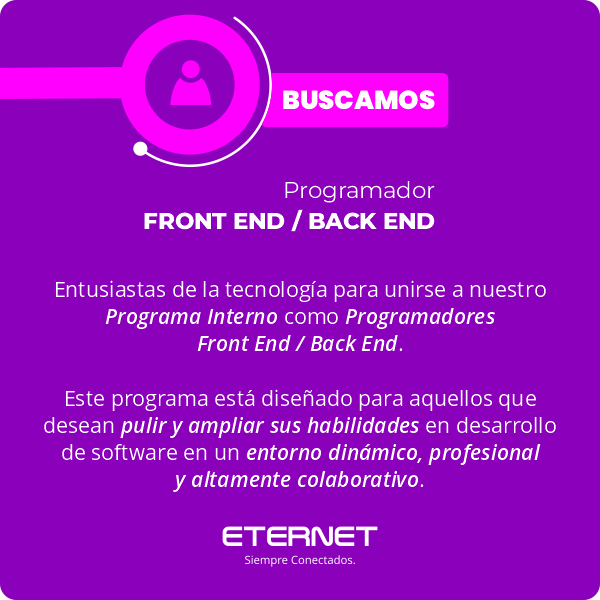 BUSCAMOS
Programador
FRONT END / BACK END
Entusiastas de la tecnología para unirse a nuestro
Programa Interno como Programadores
Front End / Back End.
Este programa está diseñado para aquellos que
desean pulir y ampliar sus habilidades en desarrollo
de software en un entorno dinámico, profesional
y altamente colaborativo.
ETERNET
Siempre Conectados.